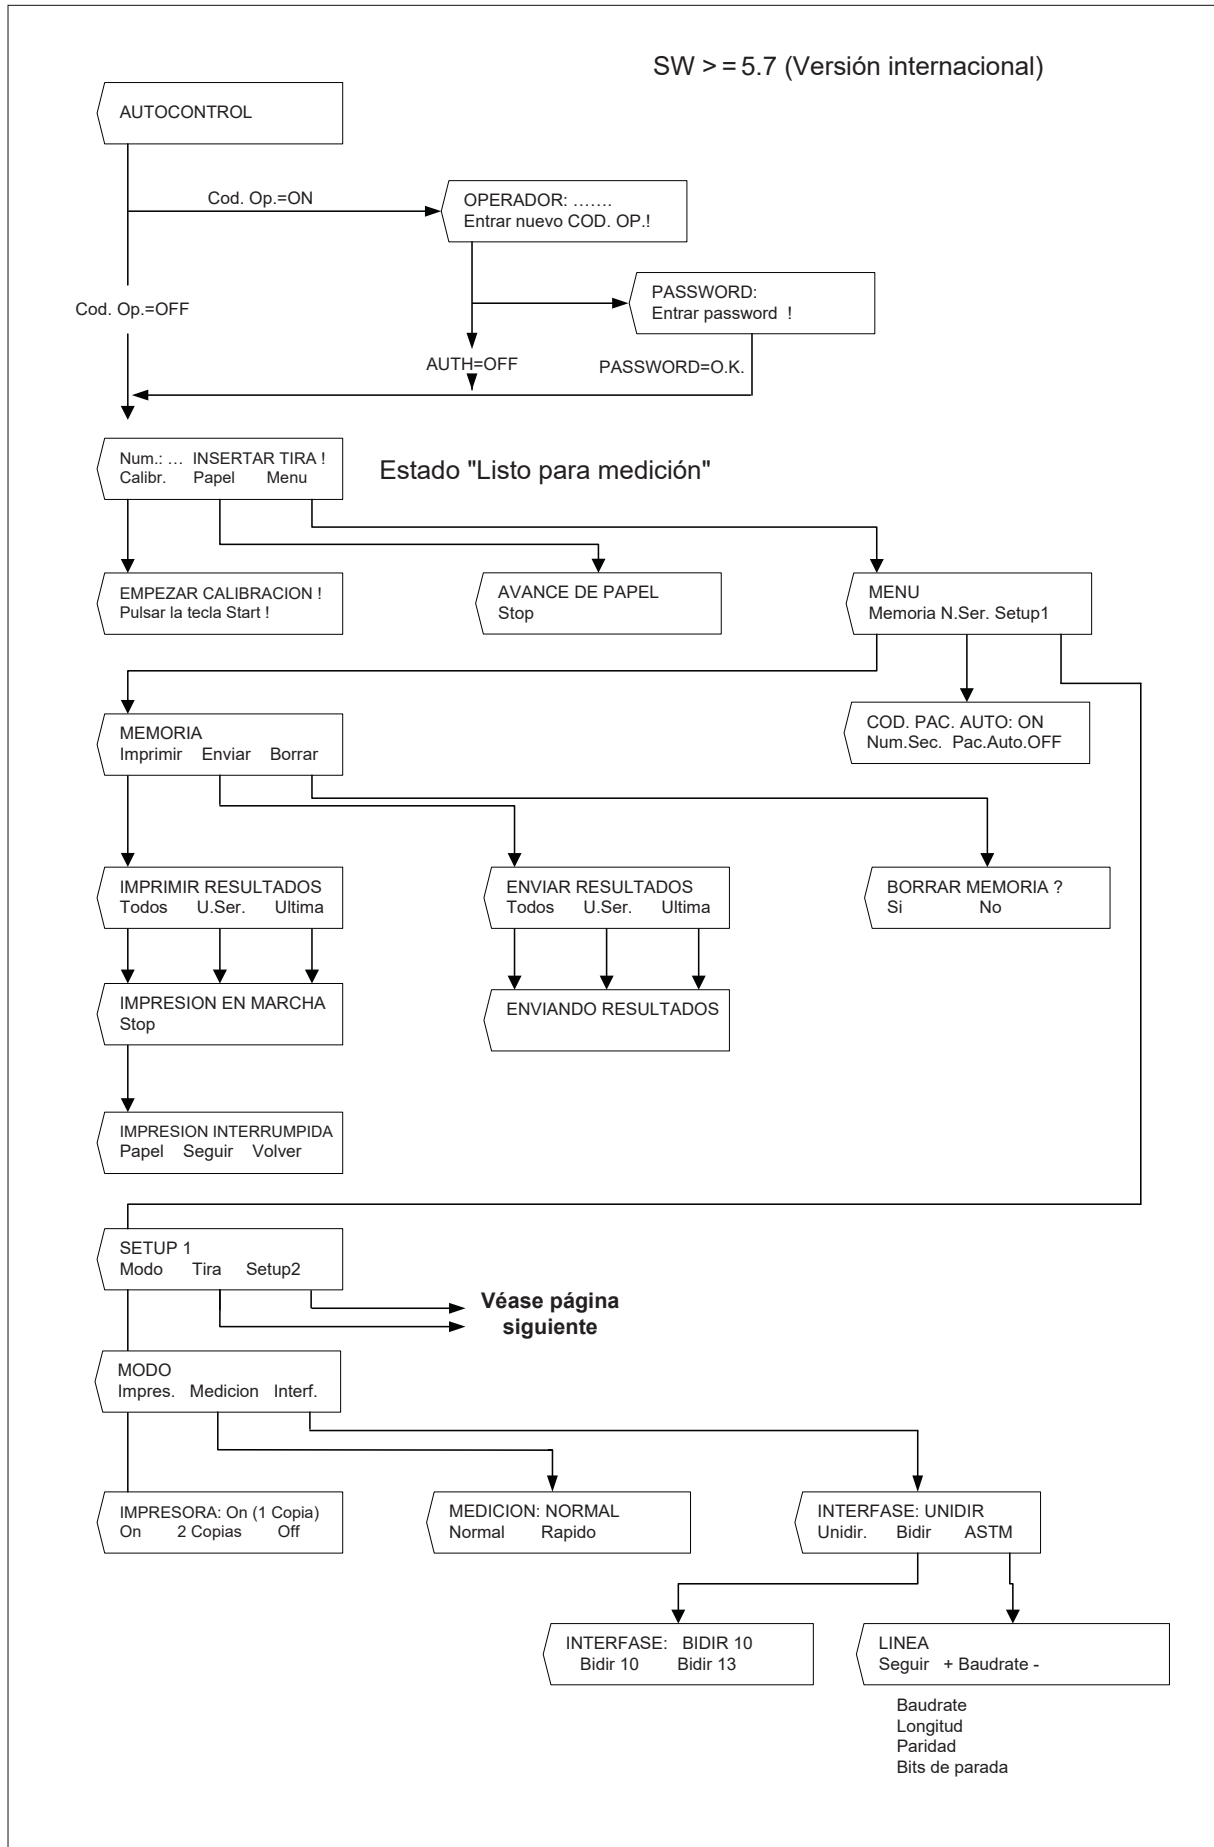 SW > = 5.7 (Versión internacional)
AUTOCONTROL
Cod. Op.=ON
OPERADOR: .......
Entrar nuevo COD. OP.!
Cod. Op.=OFF
PASSWORD:
Entrar password !
AUTH=OFF
PASSWORD=O.K.
Num.: ... INSERTAR TIRA !
Calibr. Papel Menu
Estado "Listo para medición"
EMPEZAR CALIBRACION !
Pulsar la tecla Start !
AVANCE DE PAPEL
Stop
MENU
Memoria N.Ser. Setup1
MEMORIA
Imprimir Enviar Borrar
COD. PAC. AUTO: ON
Num.Sec. Pac.Auto.OFF
IMPRIMIR RESULTADOS
Todos U.Ser. Ultima
ENVIAR RESULTADOS
Todos U.Ser. Ultima
BORRAR MEMORIA ?
Si No
IMPRESION EN MARCHA
Stop
ENVIANDO RESULTADOS
IMPRESION INTERRUMPIDA
Papel Seguir Volver
SETUP 1
Modo Tira Setup2
Véase página
siguiente
MODO
Impres. Medicion Interf.
IMPRESORA: On (1 Copia)
On 2 Copias Off
MEDICION: NORMAL
Normal Rapido
INTERFASE: UNIDIR
Unidir. Bidir ASTM
INTERFASE: BIDIR 10
Bidir 10 Bidir 13
LINEA
Seguir + Baudrate -
Baudrate
Longitud
Paridad
Bits de parada